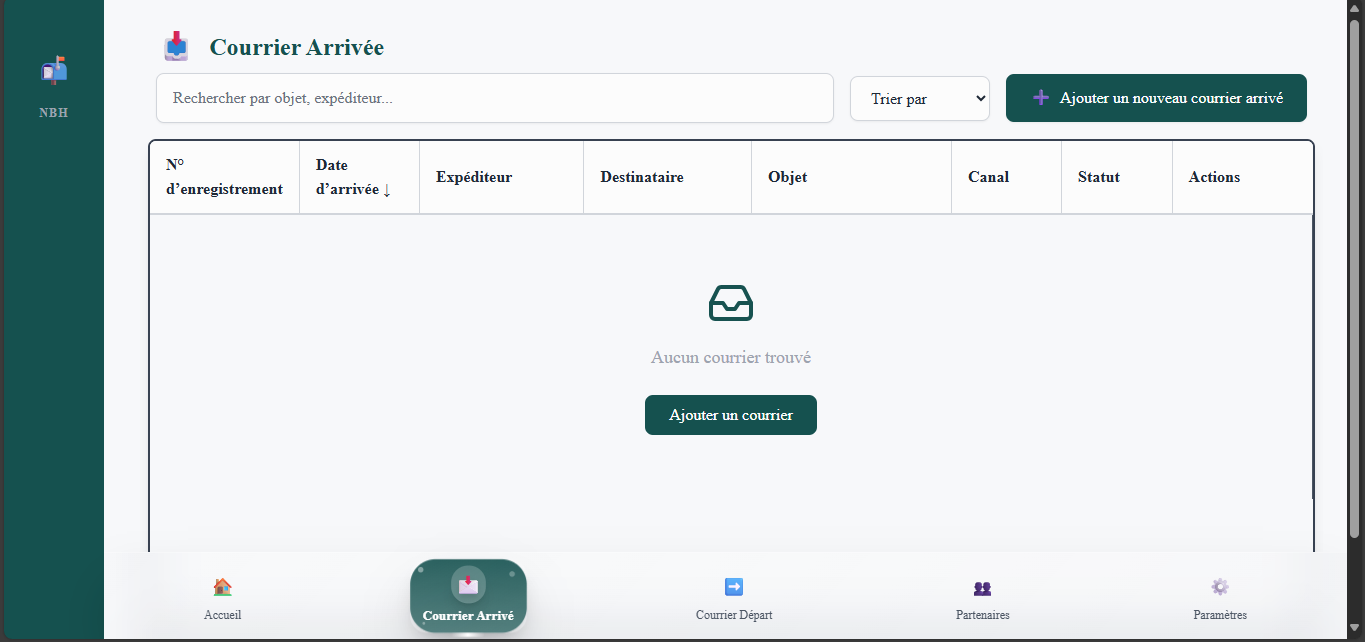 NBH
Courrier Arrivée
Rechercher par objet, expéditeur...
Trier par
Ajouter un nouveau courrier arrivé
N°
d’enregistrement
Date
d’arrivée ↓
Expéditeur
Destinataire
Objet
Canal
Statut
Actions
Aucun courrier trouvé
Ajouter un courrier
Accueil
Courrier Arrivé
Courrier Départ
Partenaires
Paramètres